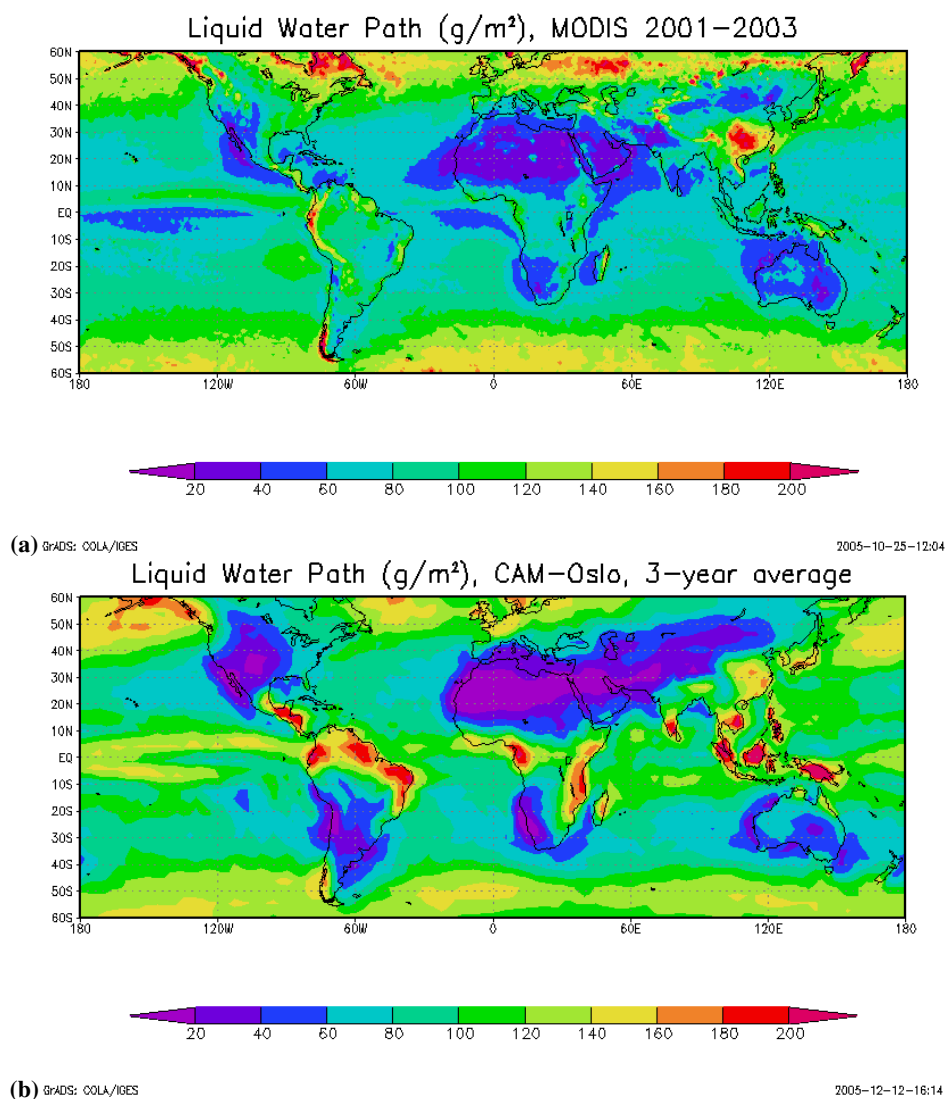 Liquid Water Path (g/m²), MODIS 2001-2003
60N
50N
40N
30N
20N
10N
EQ
10S
20S
30S
40S
50S
60S
180 120W 60W 0 60E 120E 180
20 40 60 80 100 120 140 160 180 200
(a) GrADS: COLA/IGES 2005-10-25-12:04
Liquid Water Path (g/m²), CAM-Oslo, 3-year average
60N
50N
40N
30N
20N
10N
EQ
10S
20S
30S
40S
50S
60S
180 120W 60W 0 60E 120E 180
20 40 60 80 100 120 140 160 180 200
(b) GrADS: COLA/IGES 2005-12-12-16:14